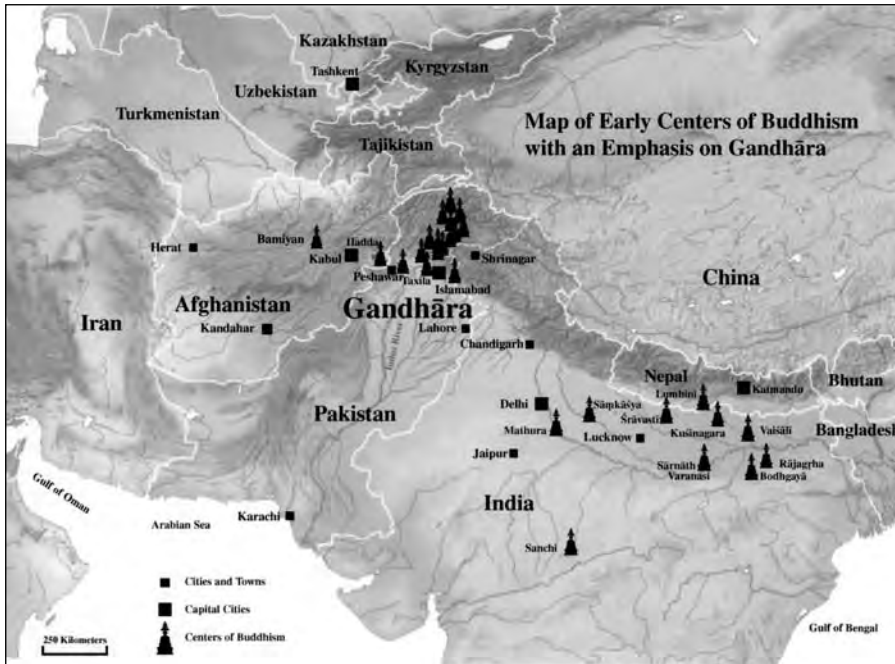 Kazakhstan
Tashkent
Kyrgyzstan
Uzbekistan
Turkmenistan
Map of Early Centers of Buddhism
with an Emphasis on Gandhāra
Tajikistan
Herat
Bamiyan
Hadda
Kabul
Shrinagar
Peshawar
Taxila
Islamabad
China
Afghanistan
Gandhāra
Iran
Kandahar
Lahore
Indus River
Chandigarh
Nepal
Katmandu
Bhutan
Lumbini
Delhi
Sāṃkāśya
Pakistan
Śrāvastī
Mathura
Lucknow
Kuśinagara
Vaiśālī
Bangladesh
Jaipur
Sārnāth
Varanasi
Rājagṛha
Bodhgayā
Gulf of Oman
India
Arabian Sea
Karachi
Sanchi
Cities and Towns
Capital Cities
Centers of Buddhism
250 Kilometers
Gulf of Bengal